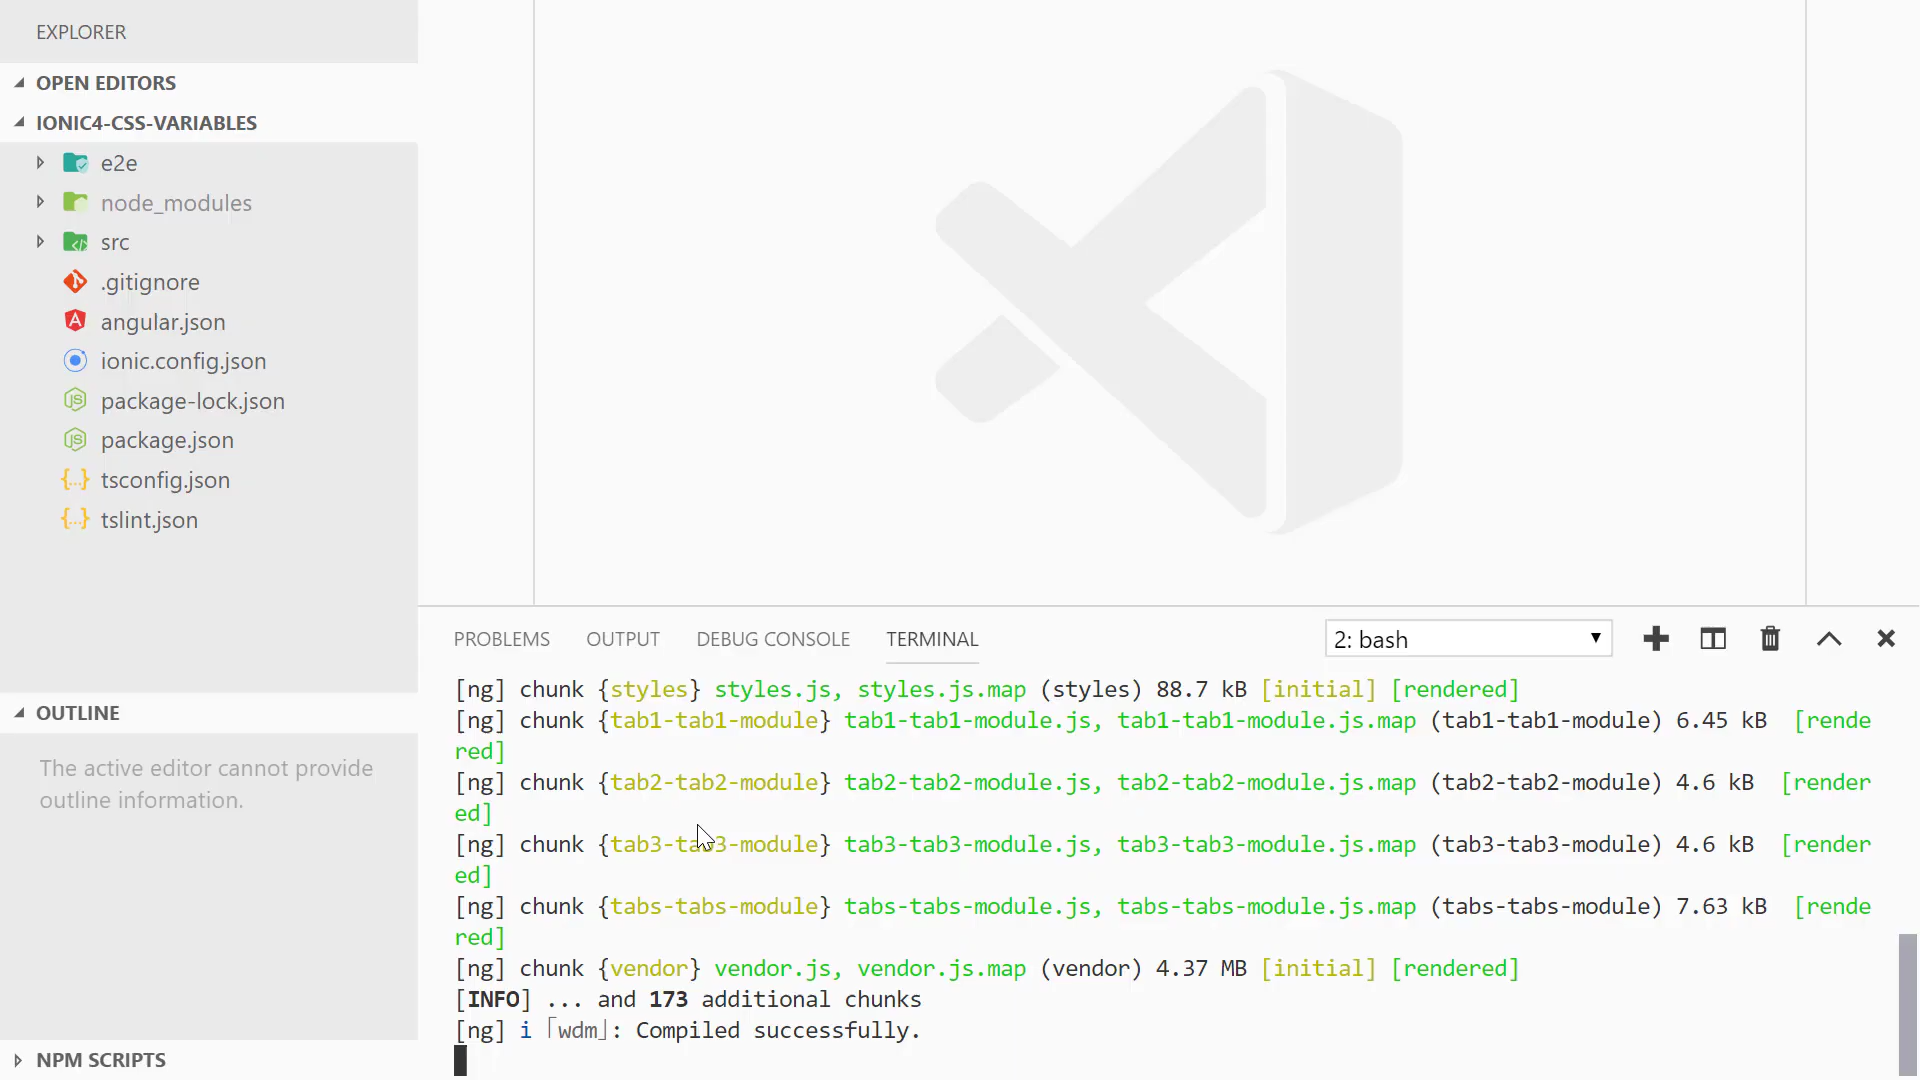 EXPLORER
OPEN EDITORS
IONIC4-CSS-VARIABLES
e2e
node_modules
src
.gitignore
angular.json
ionic.config.json
package-lock.json
package.json
tsconfig.json
tslint.json
OUTLINE
The active editor cannot provide
outline information.
NPM SCRIPTS
PROBLEMS OUTPUT DEBUG CONSOLE TERMINAL 2: bash
[ng] chunk {styles} styles.js, styles.js.map (styles) 88.7 kB [initial] [rendered]
[ng] chunk {tab1-tab1-module} tab1-tab1-module.js, tab1-tab1-module.js.map (tab1-tab1-module) 6.45 kB  [rende
red]
[ng] chunk {tab2-tab2-module} tab2-tab2-module.js, tab2-tab2-module.js.map (tab2-tab2-module) 4.6 kB  [render
ed]
[ng] chunk {tab3-tab3-module} tab3-tab3-module.js, tab3-tab3-module.js.map (tab3-tab3-module) 4.6 kB  [render
ed]
[ng] chunk {tabs-tabs-module} tabs-tabs-module.js, tabs-tabs-module.js.map (tabs-tabs-module) 7.63 kB  [rende
red]
[ng] chunk {vendor} vendor.js, vendor.js.map (vendor) 4.37 MB [initial] [rendered]
[INFO] ... and 173 additional chunks
[ng] i ｢wdm｣: Compiled successfully.